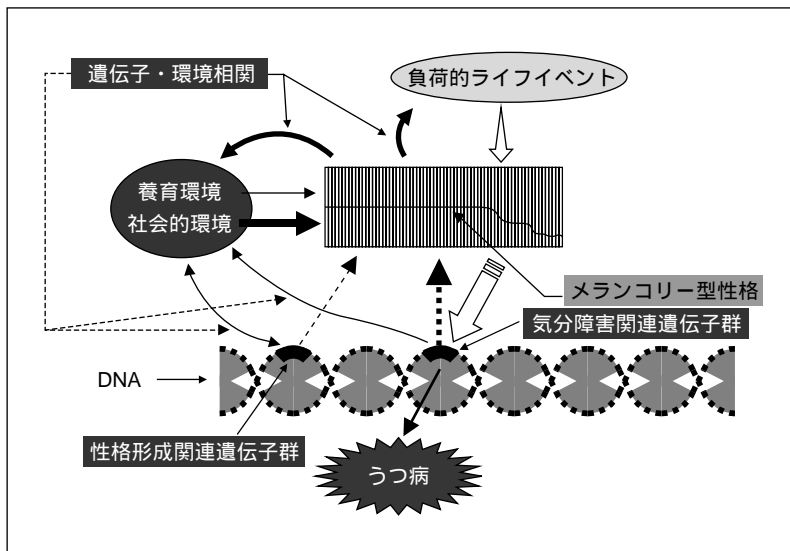 遺伝子・環境相関
負荷的ライフイベント
養育環境
社会的環境
メランコリー型性格
気分障害関連遺伝子群
DNA
性格形成関連遺伝子群
うつ病